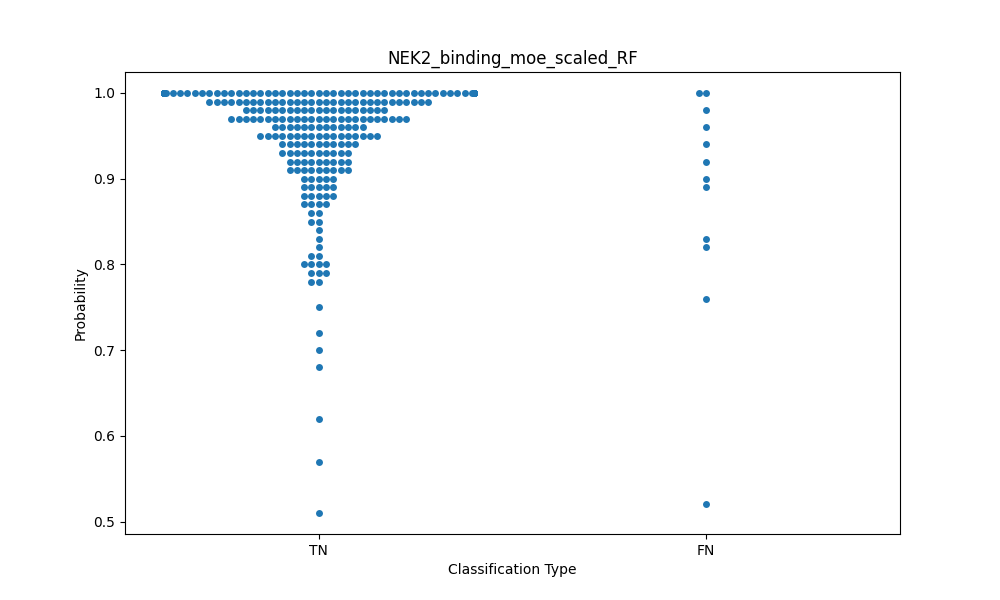 NEK2_binding_moe_scaled_RF
1.0
0.9
0.8
0.7
0.6
0.5
Probability
TN
FN
Classification Type